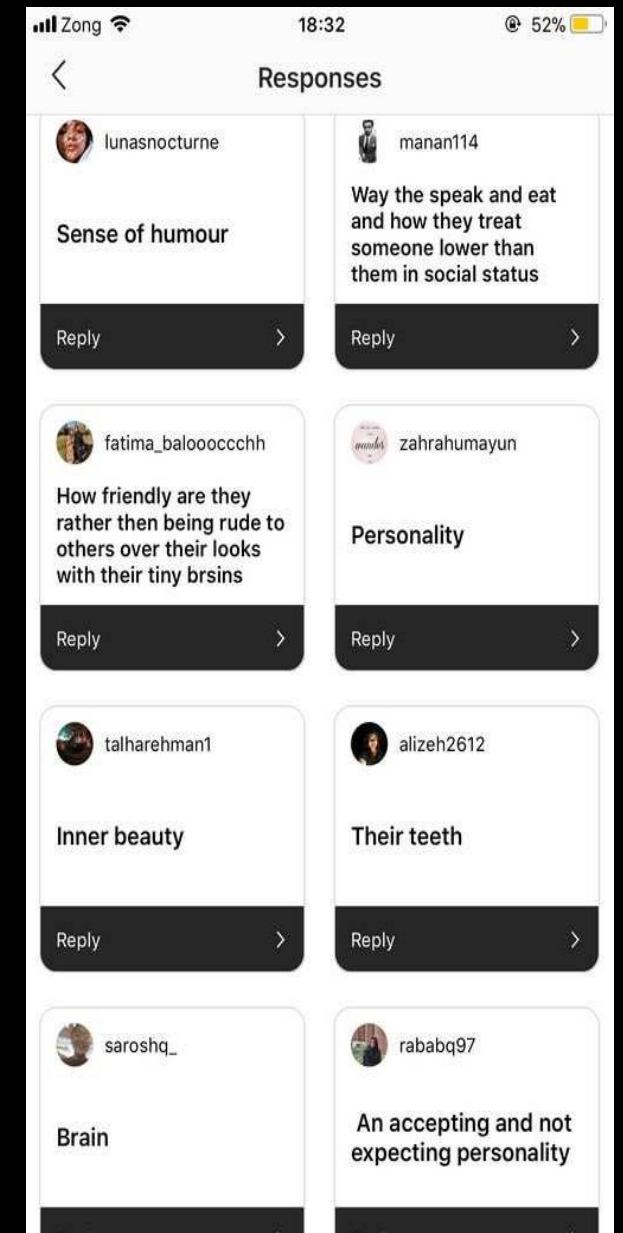 Zong 18:32 52%
Responses
lunasnocturne
Sense of humour
Reply
manan114
Way the speak and eat
and how they treat
someone lower than
them in social status
Reply
fatima_baloooccchh
How friendly are they
rather then being rude to
others over their looks
with their tiny brsins
Reply
wander
zahrahumayun
Personality
Reply
talharehman1
Inner beauty
Reply
alizeh2612
Their teeth
Reply
saroshq_
Brain
rababq97
An accepting and not
expecting personality